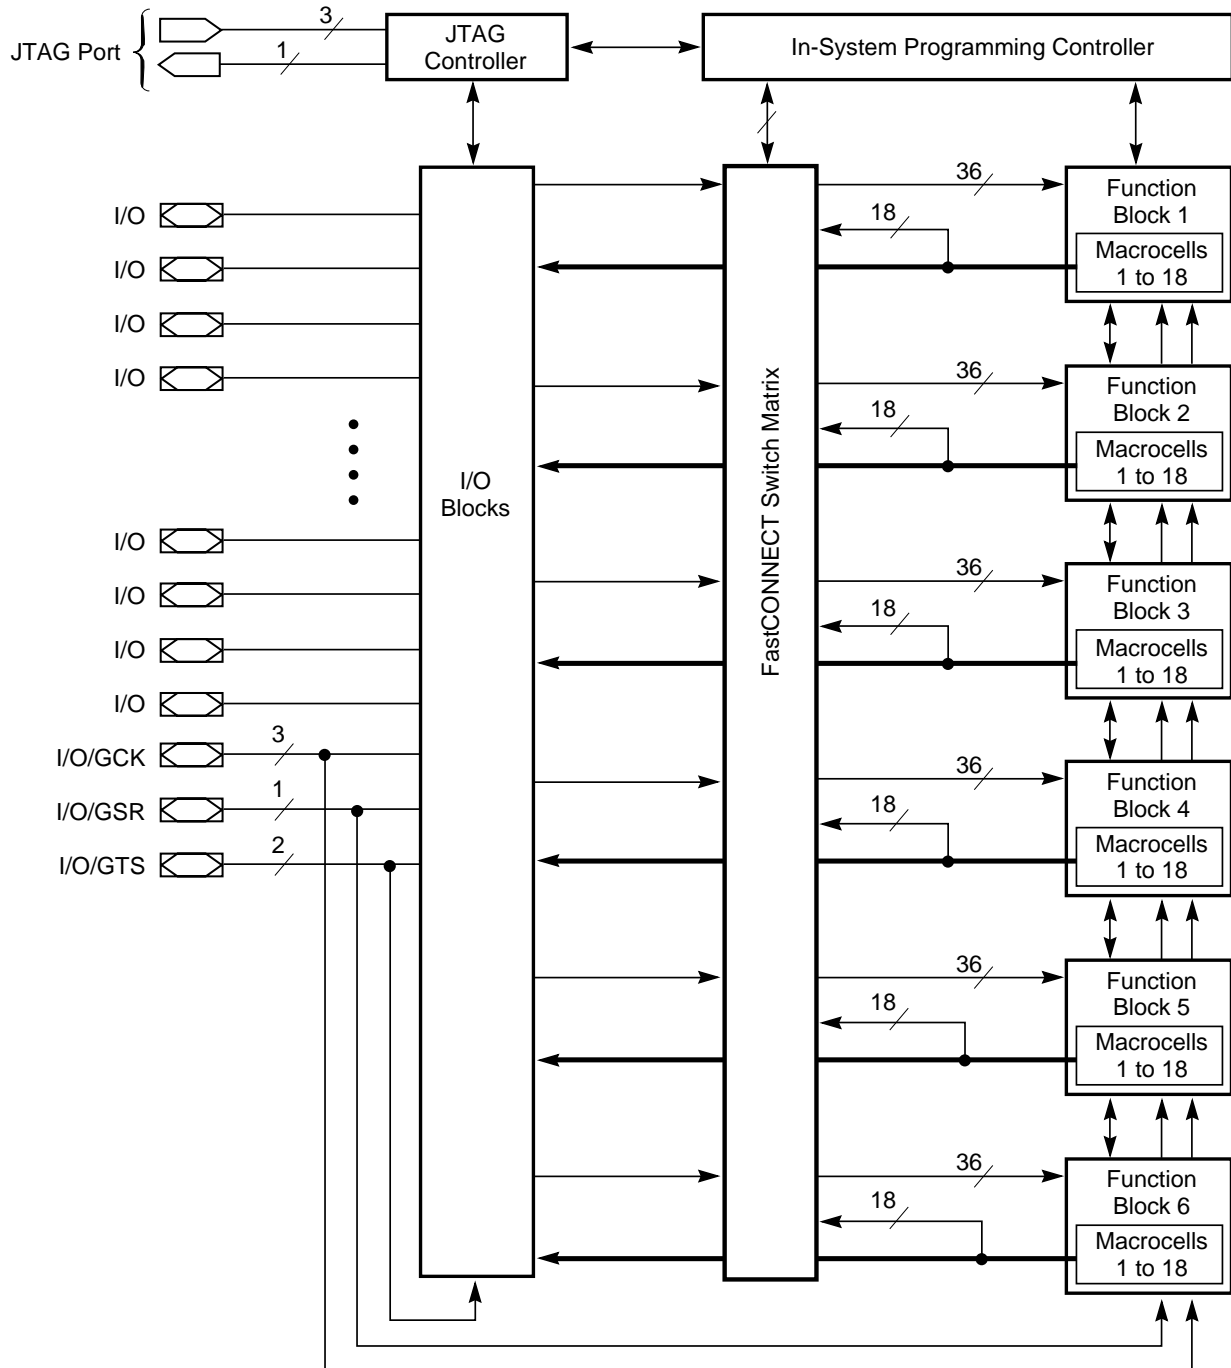 3
JTAG Port
1
JTAG
Controller
In-System Programming Controller
I/O
I/O
I/O
I/O
I/O
I/O
I/O
I/O
I/O/GCK
3
I/O/GSR
1
I/O/GTS
2
I/O
Blocks
FastCONNECT Switch Matrix
36
18
Function
Block 1
Macrocells
1 to 18
36
18
Function
Block 2
Macrocells
1 to 18
36
18
Function
Block 3
Macrocells
1 to 18
36
18
Function
Block 4
Macrocells
1 to 18
36
18
Function
Block 5
Macrocells
1 to 18
36
18
Function
Block 6
Macrocells
1 to 18